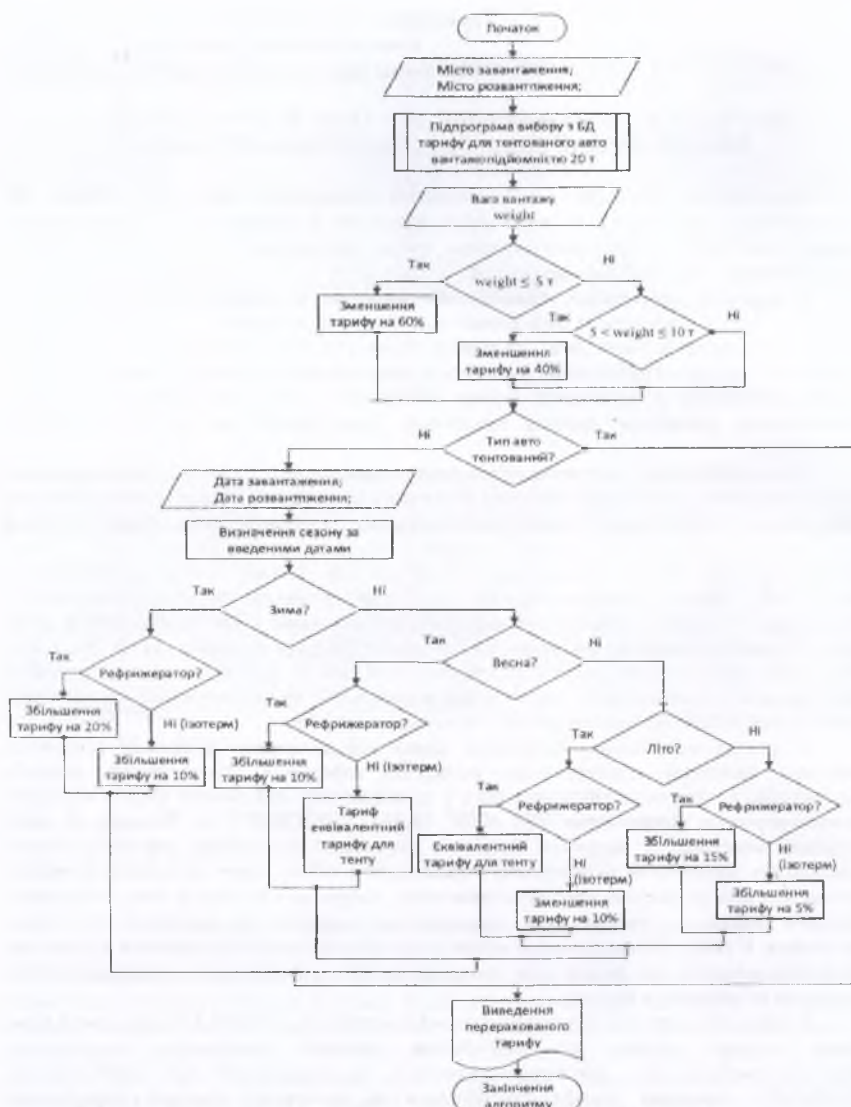 Початок
Місто завантаження;
Місто розвантаження;
Підпрограма вибору з БД
тарифу для тентованого авто
вантажопідйомністю 20 т
Вага вантажу
weight
Так
Ні
weight ≤ 5 т
Зменшення
тарифу на 60%
Так
Ні
5 < weight ≤ 10 т
Зменшення
тарифу на 40%
Ні
Так
Тип авто
тентований?
Дата завантаження;
Дата розвантаження;
Визначення сезону за
введеними датами
Так
Ні
Зима?
Так
Ні
Весна?
Так
Рефрижератор?
Збільшення
тарифу на 20%
Ні (ізотерм)
Збільшення
тарифу на 10%
Так
Рефрижератор?
Збільшення
тарифу на 10%
Ні (ізотерм)
Тариф
еквівалентний
тарифу для
тенту
Так
Ні
Літо?
Так
Рефрижератор?
Еквівалентний
тарифу для тенту
Ні
(ізотерм)
Зменшення
тарифу на 10%
Так
Рефрижератор?
Збільшення
тарифу на 15%
Ні
(ізотерм)
Збільшення
тарифу на 5%
Виведення
перерахованого
тарифу
Закінчення
алгоритму